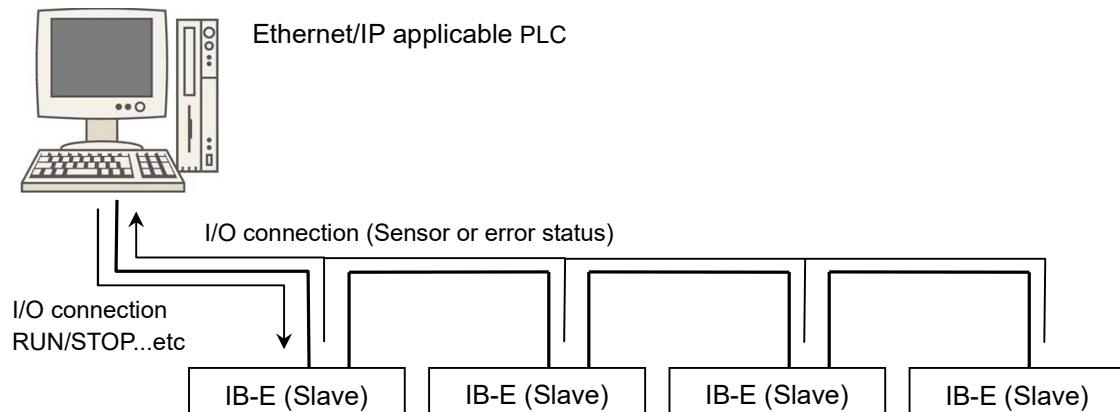 Ethernet/IP applicable PLC
I/O connection (Sensor or error status)
I/O connection
RUN/STOP...etc
IB-E (Slave)
IB-E (Slave)
IB-E (Slave)
IB-E (Slave)